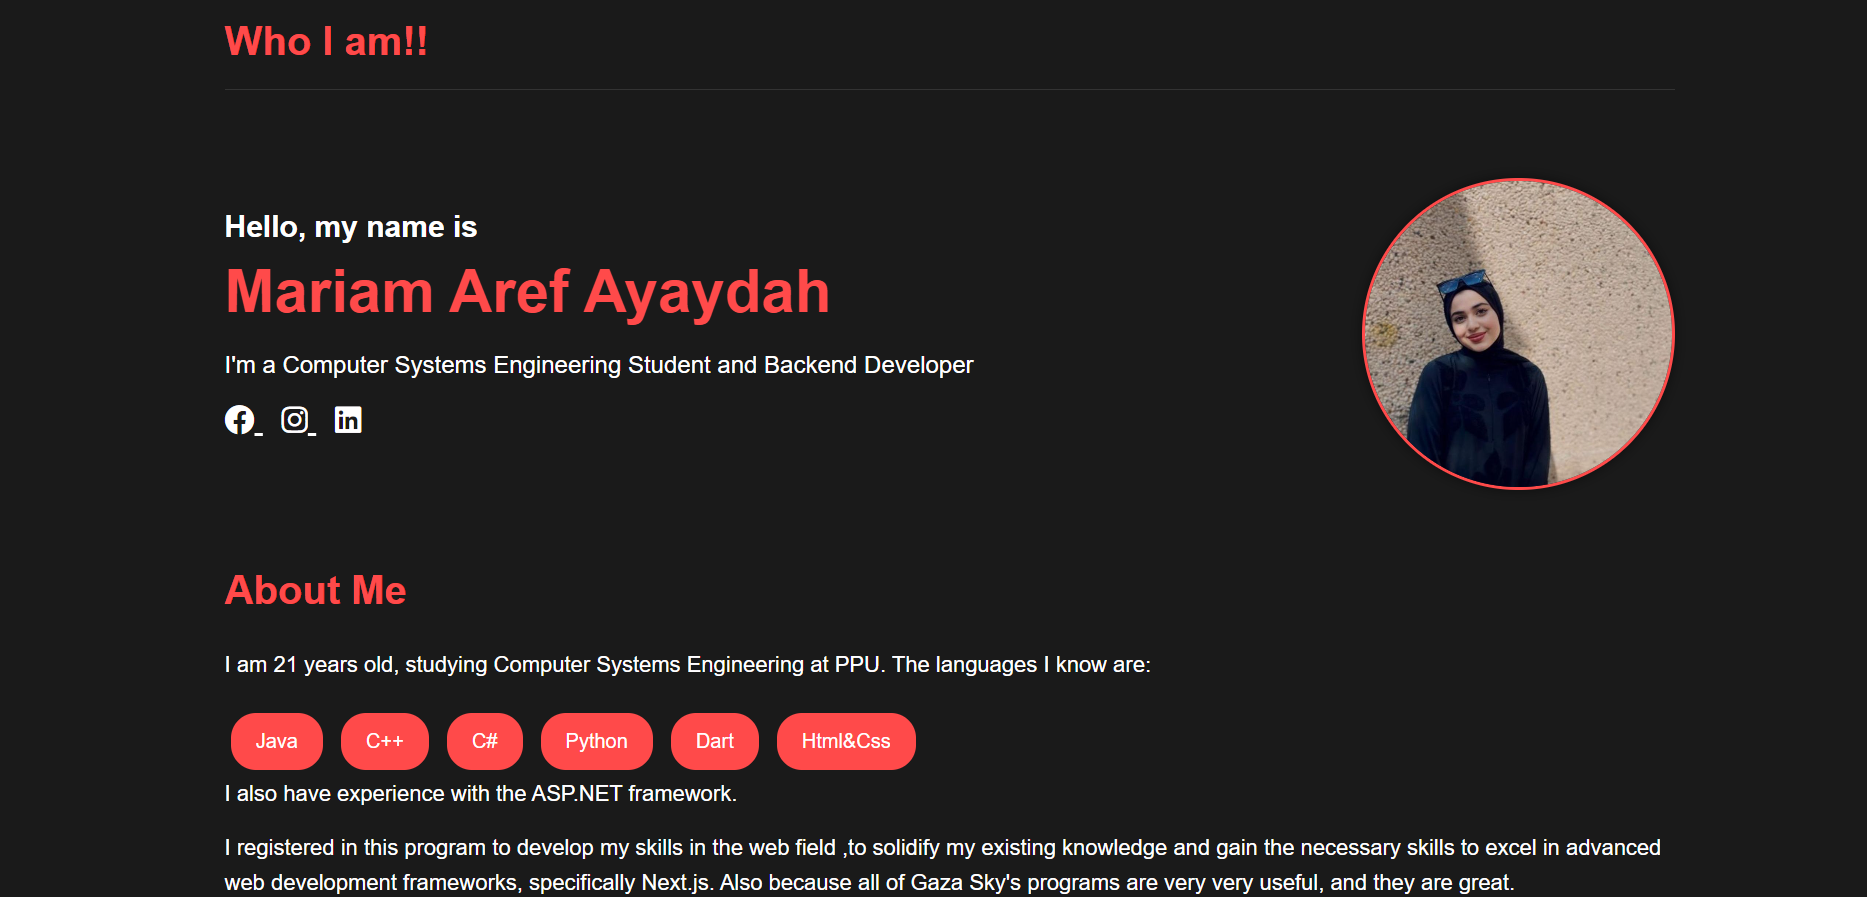 Who I am!!
Hello, my name is
Mariam Aref Ayaydah
I'm a Computer Systems Engineering Student and Backend Developer
About Me
I am 21 years old, studying Computer Systems Engineering at PPU. The languages I know are:
Java C++ C# Python Dart Html&Css
I also have experience with the ASP.NET framework.
I registered in this program to develop my skills in the web field ,to solidify my existing knowledge and gain the necessary skills to excel in advanced
web development frameworks, specifically Next.js. Also because all of Gaza Sky's programs are very very useful, and they are great.